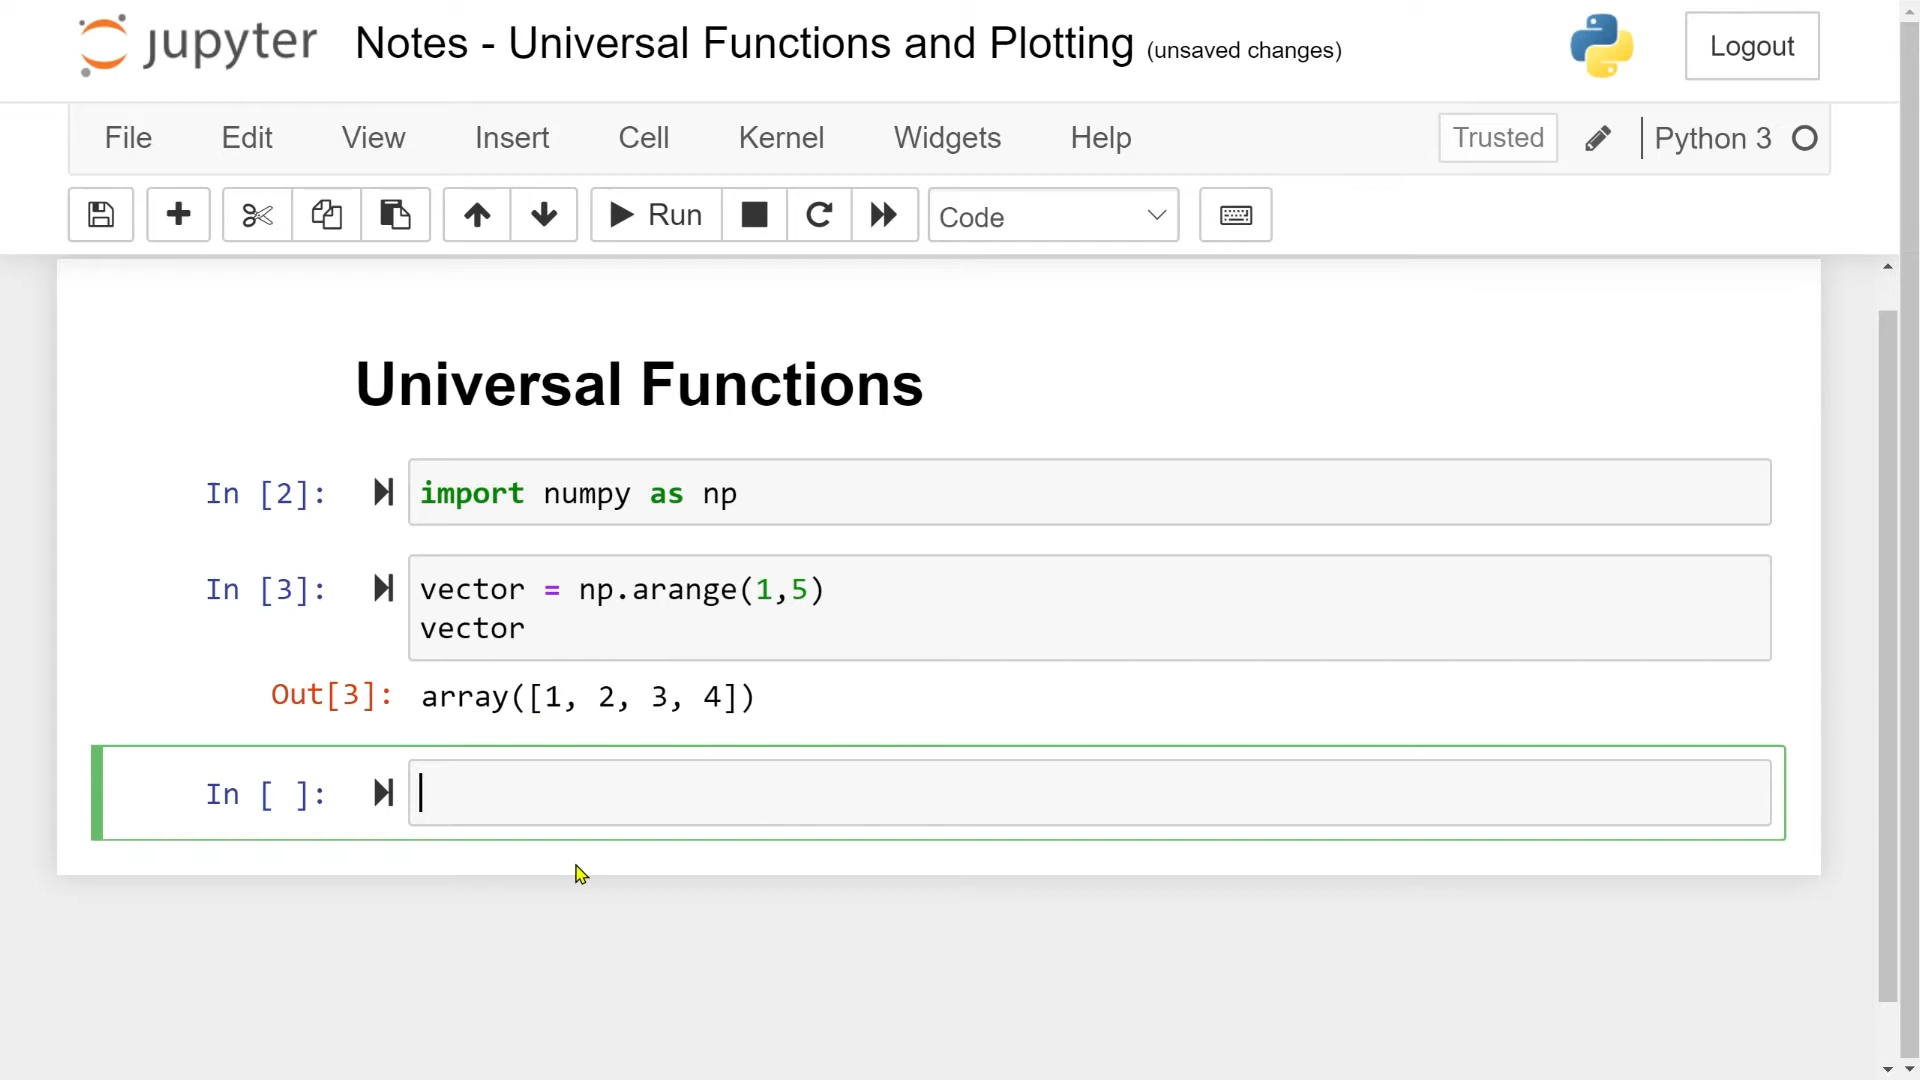 jupyter Notes - Universal Functions and Plotting (unsaved changes) Logout
File Edit View Insert Cell Kernel Widgets Help Trusted Python 3
Run Code
Universal Functions
In [2]: import numpy as np
In [3]: vector = np.arange(1,5)
vector
Out[3]: array([1, 2, 3, 4])
In [ ]: